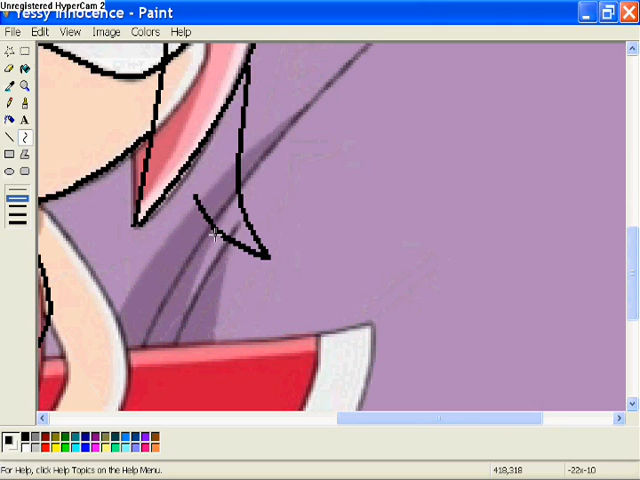 Unregistered HyperCam 2
Yessy Innocence - Paint
File Edit View Image Colors Help
A
For Help, click Help Topics on the Help Menu.
418,318
-22x-10